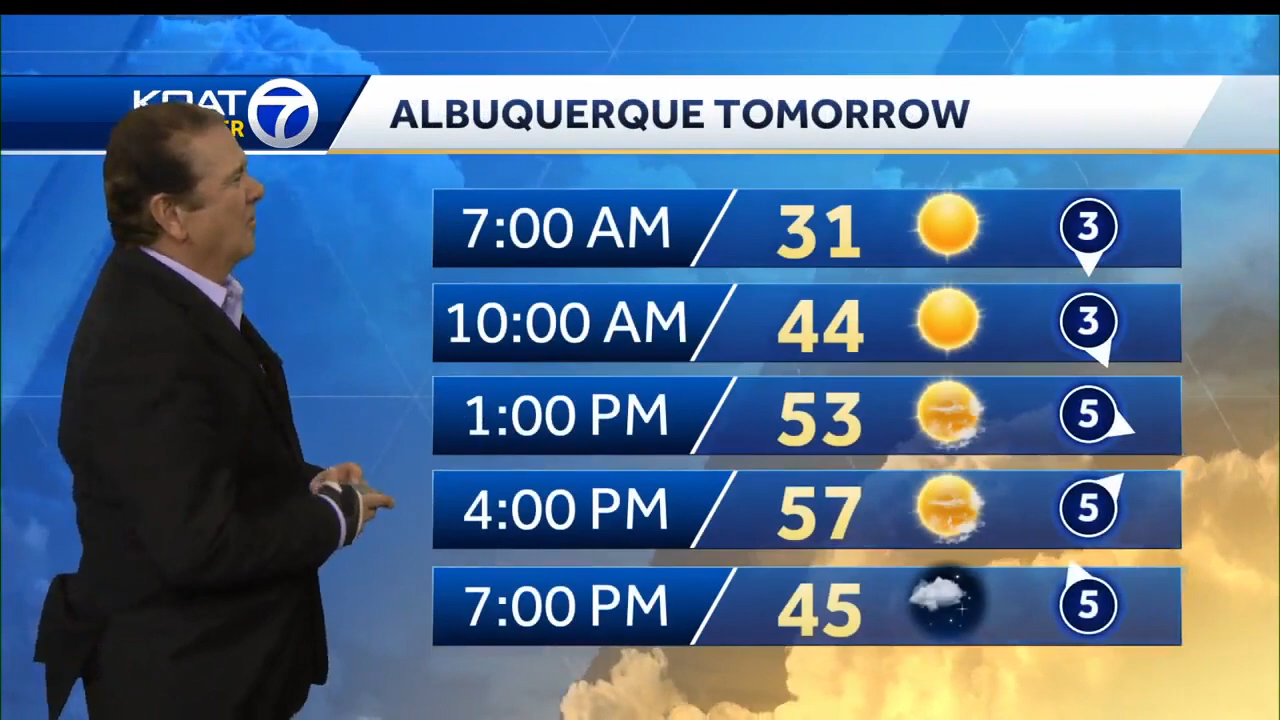 KOAT 7
ALBUQUERQUE TOMORROW
7:00 AM 31 3
10:00 AM 44 3
1:00 PM 53 5
4:00 PM 57 5
7:00 PM 45 5